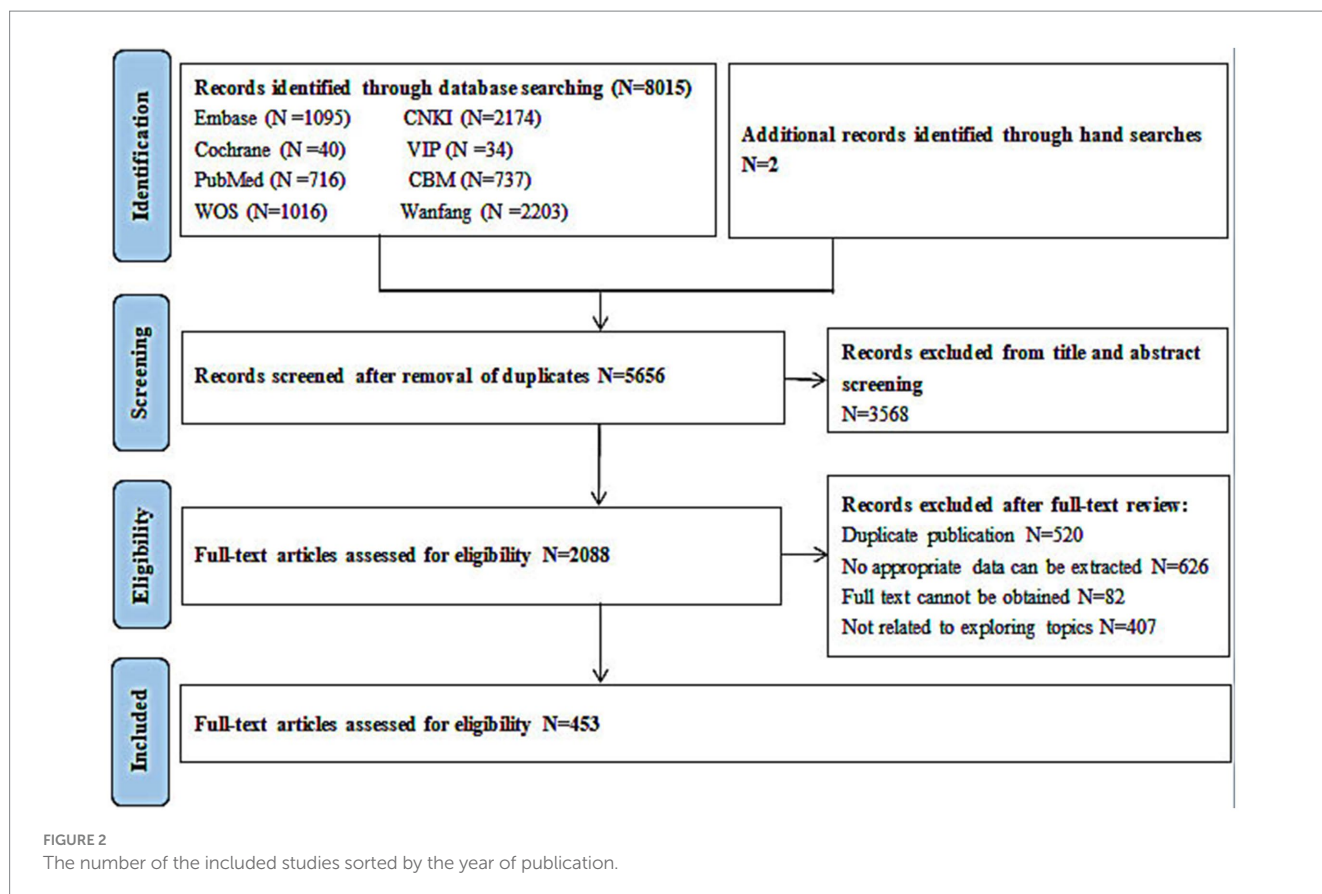 Identification
Records identified through database searching (N=8015)
Embase (N =1095) CNKI (N=2174)
Cochrane (N =40) VIP (N =34)
PubMed (N =716) CBM (N=737)
WOS (N=1016) Wanfang (N =2203)
Additional records identified through hand searches
N=2
Screening
Records screened after removal of duplicates N=5656
Records excluded from title and abstract
screening
N=3568
Eligibility
Full-text articles assessed for eligibility N=2088
Records excluded after full-text review:
Duplicate publication N=520
No appropriate data can be extracted N=626
Full text cannot be obtained N=82
Not related to exploring topics N=407
Included
Full-text articles assessed for eligibility N=453
FIGURE 2
The number of the included studies sorted by the year of publication.